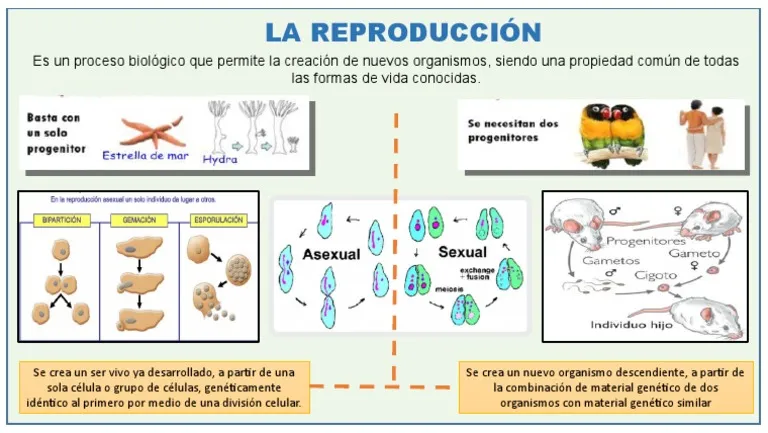 LA REPRODUCCIÓN
Es un proceso biológico que permite la creación de nuevos organismos, siendo una propiedad común de todas
las formas de vida conocidas.
Basta con
un solo
progenitor
Estrella de mar
Hydra
Se necesitan dos
progenitores
En la reproducción asexual un solo individuo da lugar a otros.
BIPARTICIÓN
GEMACIÓN
ESPORULACIÓN
Asexual
Sexual
exchange
+ fusion
meiosis
♂
♀
Progenitores
Gametos
Gameto
♂
♀
Cigoto
Individuo hijo
Se crea un ser vivo ya desarrollado, a partir de una
sola célula o grupo de células, genéticamente
idéntico al primero por medio de una división celular.
Se crea un nuevo organismo descendiente, a partir de
la combinación de material genético de dos
organismos con material genético similar